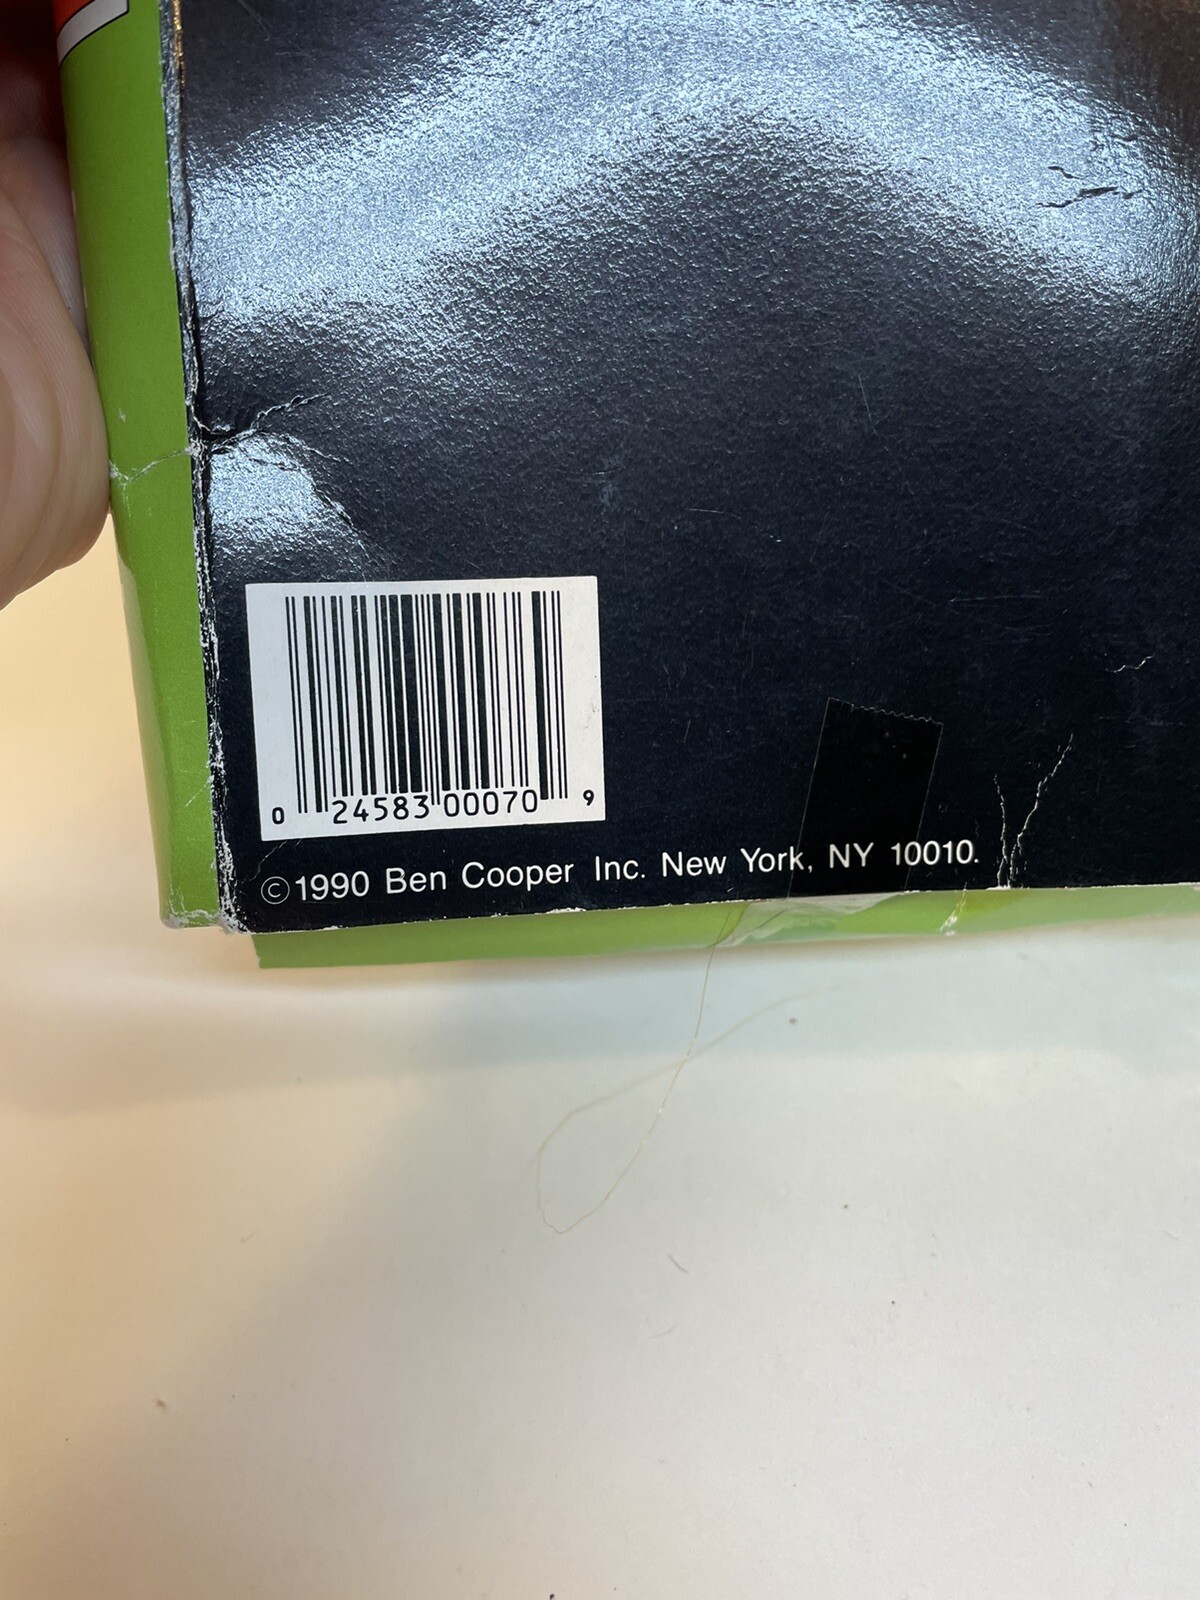 0 24583 00070 9
©1990 Ben Cooper Inc. New York, NY 10010.